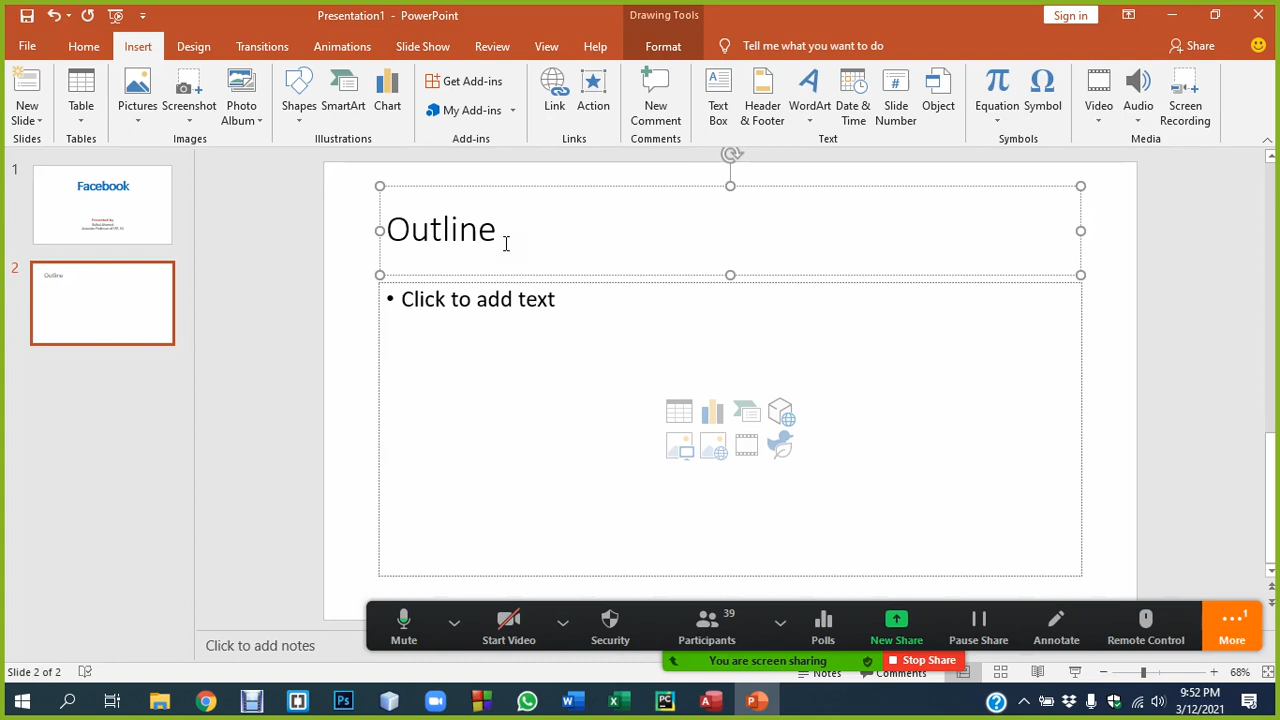 Presentation1 - PowerPoint
Drawing Tools
Sign in
File
Home
Insert
Design
Transitions
Animations
Slide Show
Review
View
Help
Format
Tell me what you want to do
Share
New Slide
Table
Pictures
Screenshot
Photo Album
Shapes
SmartArt
Chart
Get Add-ins
My Add-ins
Link
Action
New Comment
Text Box
Header & Footer
WordArt
Date & Time
Slide Number
Object
Equation
Symbol
Video
Audio
Screen Recording
Slides
Tables
Images
Illustrations
Add-ins
Links
Comments
Text
Symbols
Media
1
Facebook
Presented by
2
Outline
Outline
• Click to add text
Click to add notes
Mute
Start Video
Security
39
Participants
Polls
New Share
Pause Share
Annotate
Remote Control
1
More
You are screen sharing
Stop Share
Slide 2 of 2
Notes
Comments
68%
9:52 PM
3/12/2021